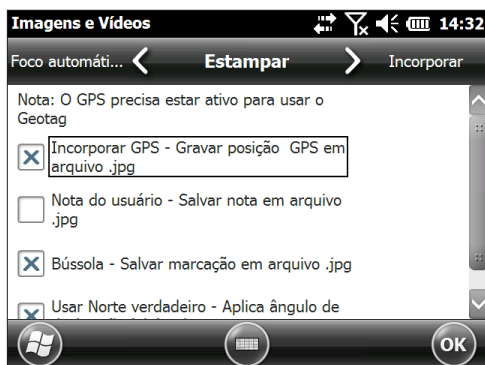 Imagens e Vídeos 14:32
Foco automáti... Estampar Incorporar
Nota: O GPS precisa estar ativo para usar o
Geotag
Incorporar GPS - Gravar posição GPS em
arquivo .jpg
Nota do usuário - Salvar nota em arquivo
.jpg
Bússola - Salvar marcação em arquivo .jpg
Usar Norte verdadeiro - Aplica ângulo de
OK